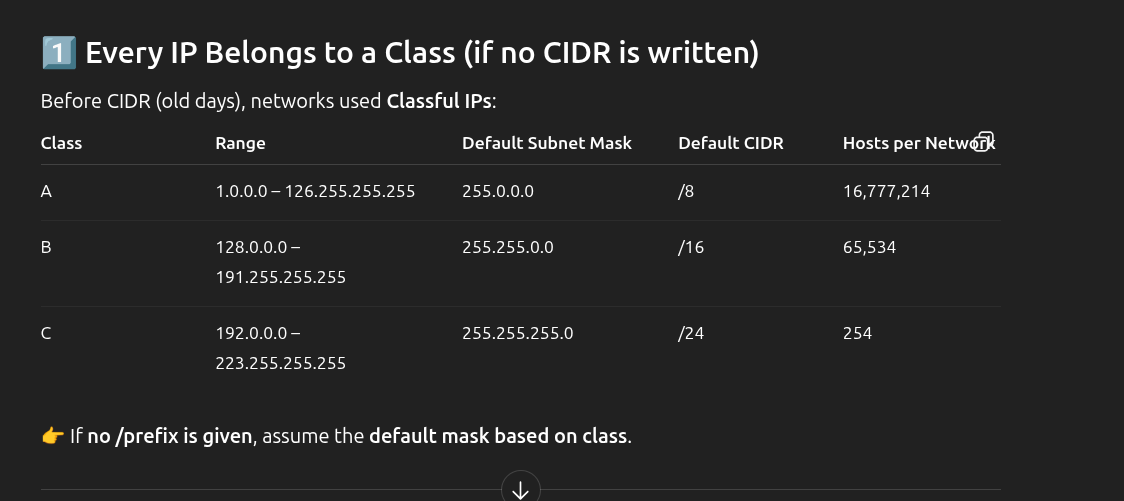 1️⃣ Every IP Belongs to a Class (if no CIDR is written)
Before CIDR (old days), networks used Classful IPs:
Class Range Default Subnet Mask Default CIDR Hosts per Network
A 1.0.0.0 – 126.255.255.255 255.0.0.0 /8 16,777,214
B 128.0.0.0 – 255.255.0.0 /16 65,534
191.255.255.255
C 192.0.0.0 – 255.255.255.0 /24 254
223.255.255.255
👉 If no /prefix is given, assume the default mask based on class.